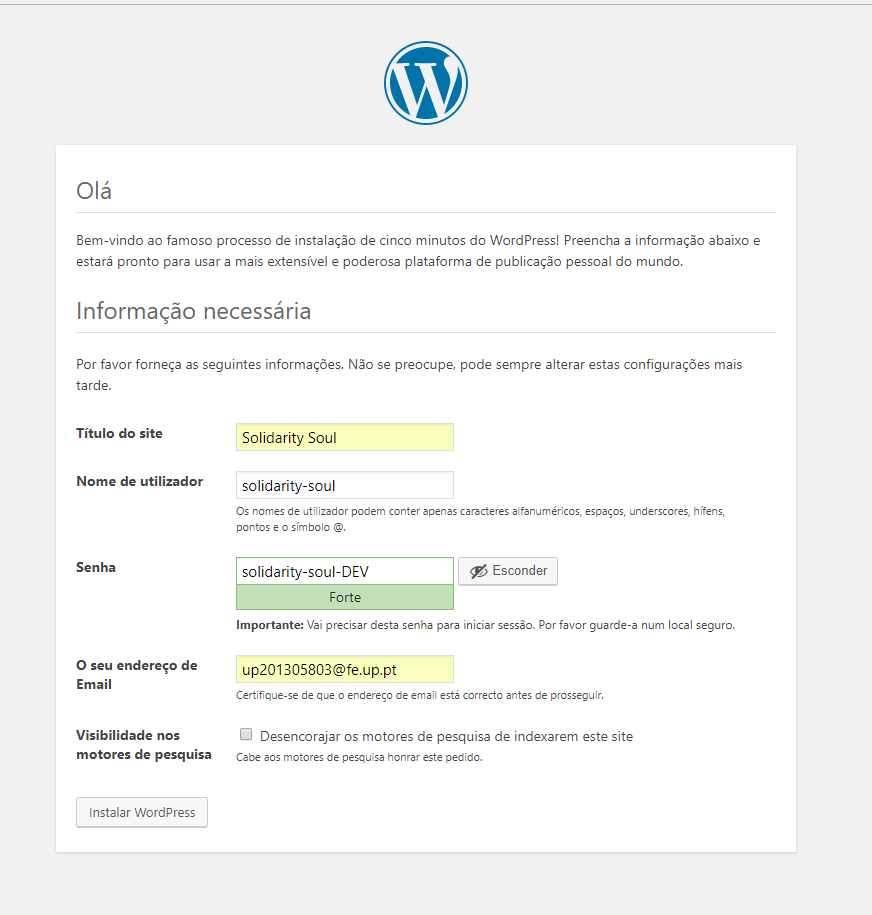 Olá
Bem-vindo ao famoso processo de instalação de cinco minutos do WordPress! Preencha a informação abaixo e
estará pronto para usar a mais extensível e poderosa plataforma de publicação pessoal do mundo.
Informação necessária
Por favor forneça as seguintes informações. Não se preocupe, pode sempre alterar estas configurações mais
tarde.
Título do site
Solidarity Soul
Nome de utilizador
solidarity-soul
Os nomes de utilizador podem conter apenas caracteres alfanuméricos, espaços, underscores, hífens,
pontos e o símbolo @.
Senha
solidarity-soul-DEV
Esconder
Forte
Importante: Vai precisar desta senha para iniciar sessão. Por favor guarde-a num local seguro.
O seu endereço de
Email
up201305803@fe.up.pt
Certifique-se de que o endereço de email está correcto antes de prosseguir.
Visibilidade nos
motores de pesquisa
Desencorajar os motores de pesquisa de indexarem este site
Cabe aos motores de pesquisa honrar este pedido.
Instalar WordPress